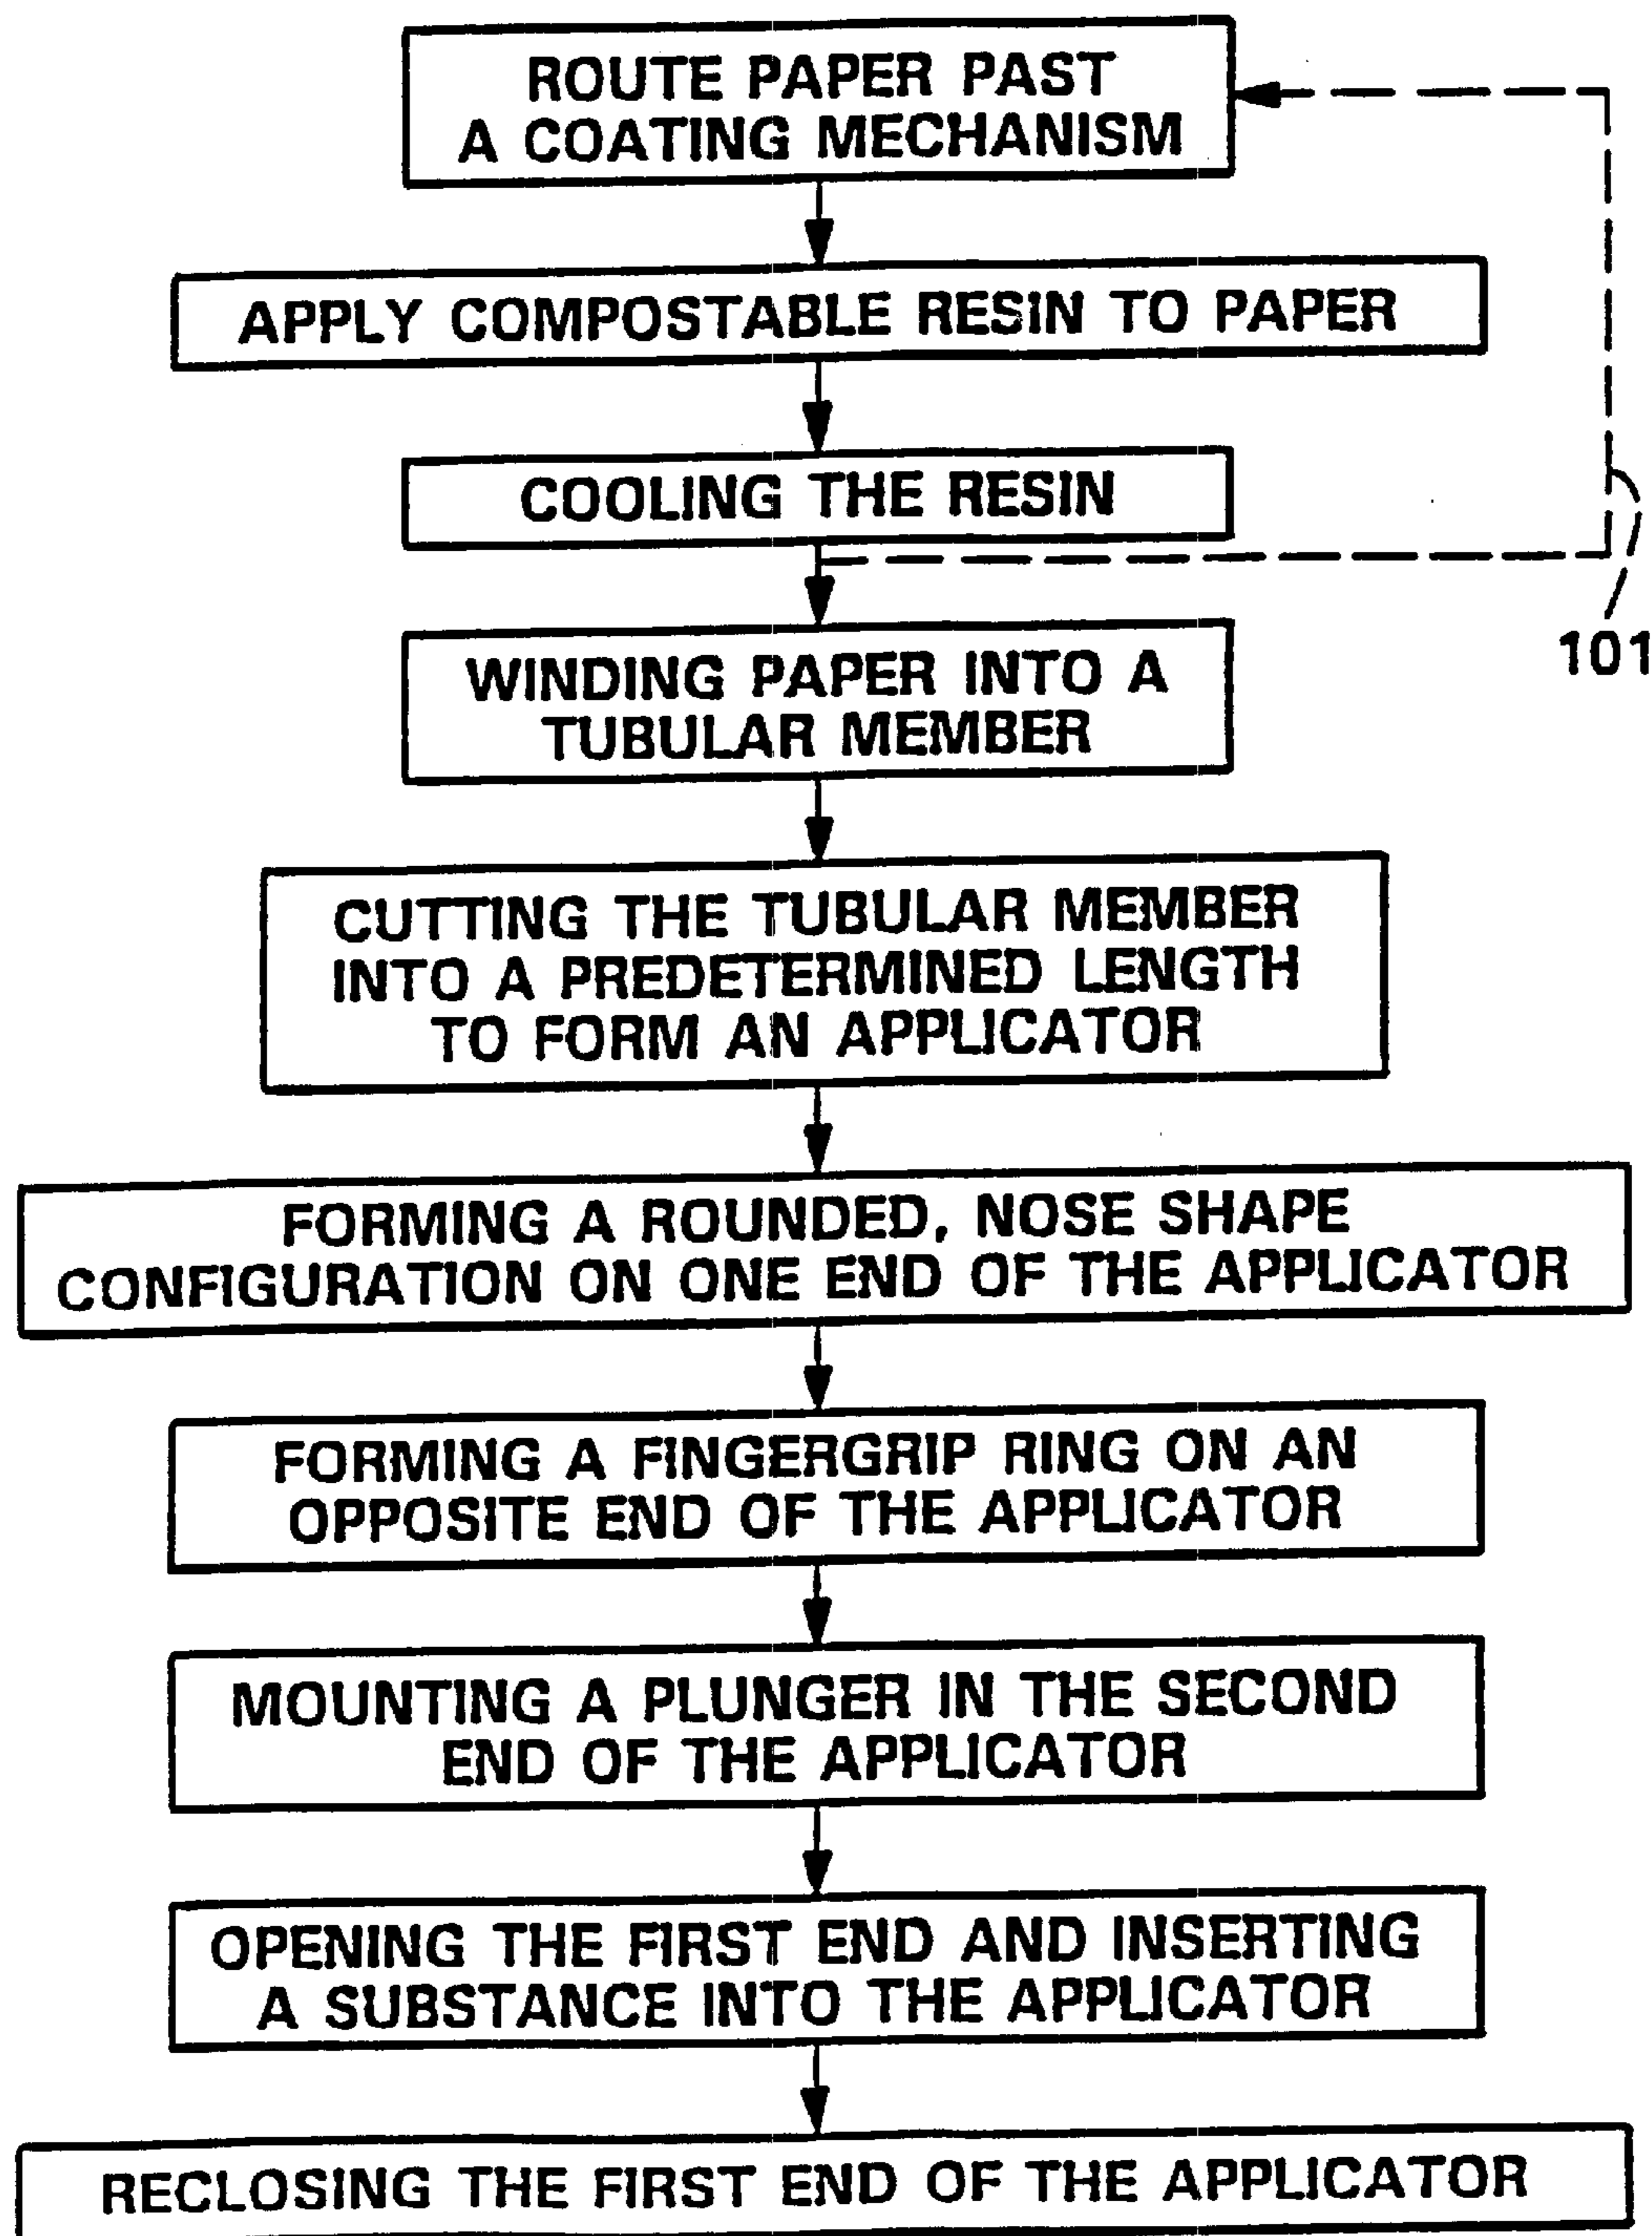 ROUTE PAPER PAST
A COATING MECHANISM
APPLY COMPOSTABLE RESIN TO PAPER
COOLING THE RESIN
101
WINDING PAPER INTO A
TUBULAR MEMBER
CUTTING THE TUBULAR MEMBER
INTO A PREDETERMINED LENGTH
TO FORM AN APPLICATOR
FORMING A ROUNDED, NOSE SHAPE
CONFIGURATION ON ONE END OF THE APPLICATOR
FORMING A FINGERGRIP RING ON AN
OPPOSITE END OF THE APPLICATOR
MOUNTING A PLUNGER IN THE SECOND
END OF THE APPLICATOR
OPENING THE FIRST END AND INSERTING
A SUBSTANCE INTO THE APPLICATOR
RECLOSING THE FIRST END OF THE APPLICATOR